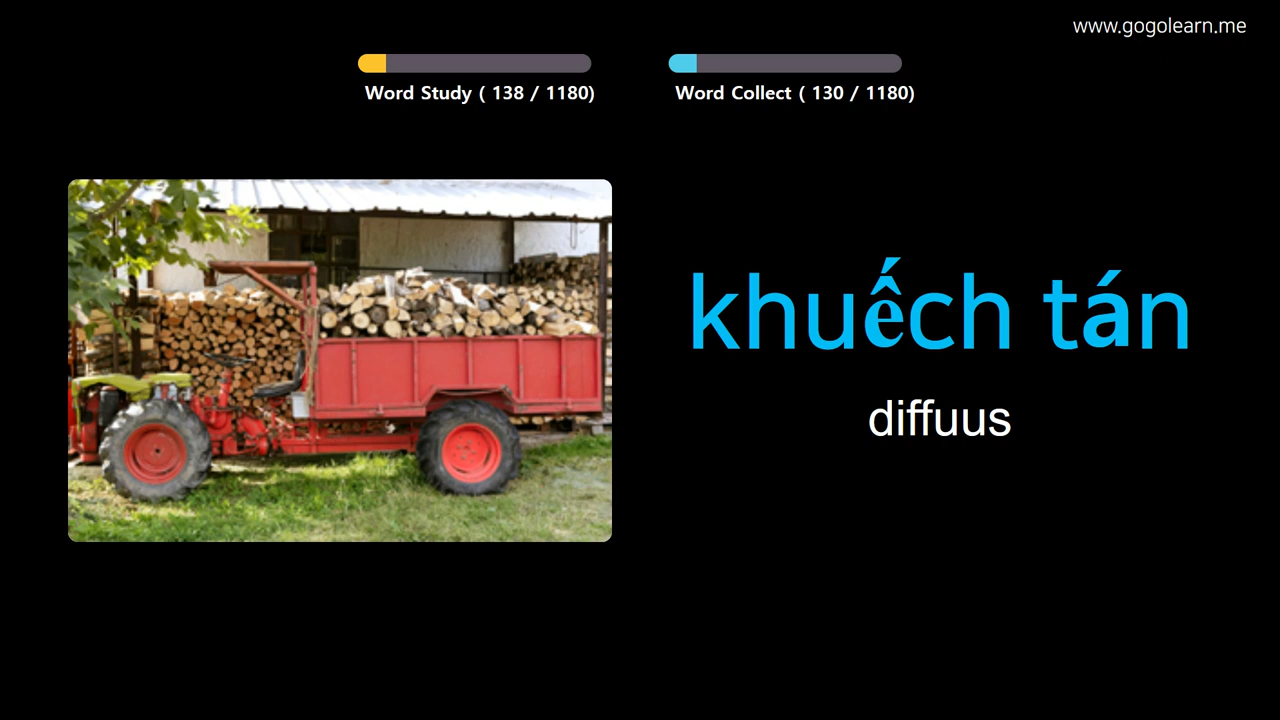 www.gogolearn.me
Word Study ( 138 / 1180)
Word Collect ( 130 / 1180)
khuếch tán
diffuus